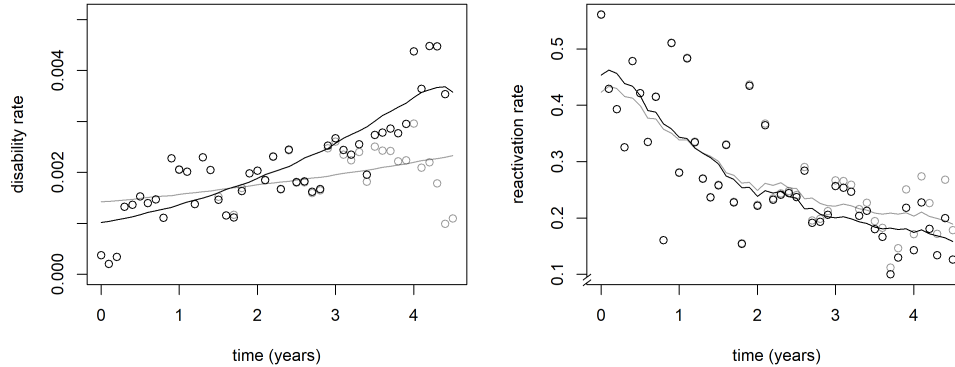 disability rate
0.004
0.002
0.000
0 1 2 3 4
time (years)
reactivation rate
0.5
0.4
0.3
0.2
0.1
0 1 2 3 4
time (years)